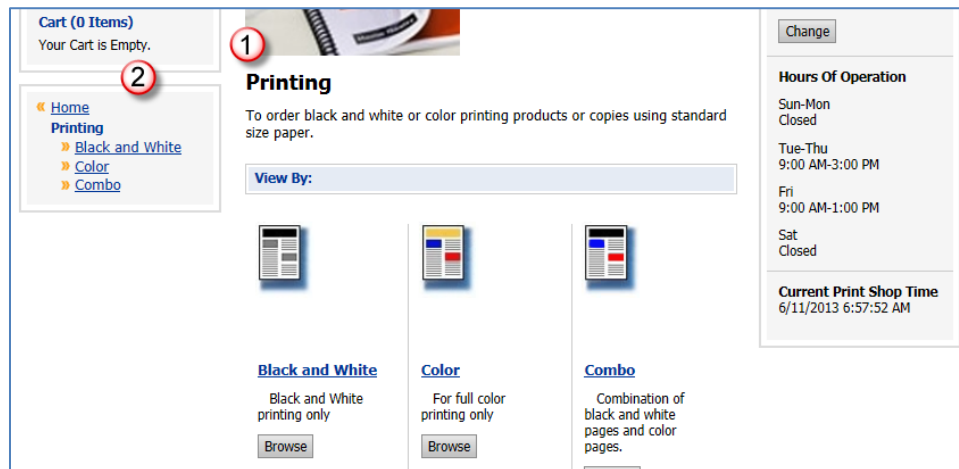 Cart (0 Items)
Your Cart is Empty.
2
Home
Printing
Black and White
Color
Combo
1
Printing
To order black and white or color printing products or copies using standard
size paper.
View By:
Black and White
Black and White
printing only
Browse
Color
For full color
printing only
Browse
Combo
Combination of
black and white
pages and color
pages.
Change
Hours Of Operation
Sun-Mon
Closed
Tue-Thu
9:00 AM-3:00 PM
Fri
9:00 AM-1:00 PM
Sat
Closed
Current Print Shop Time
6/11/2013 6:57:52 AM